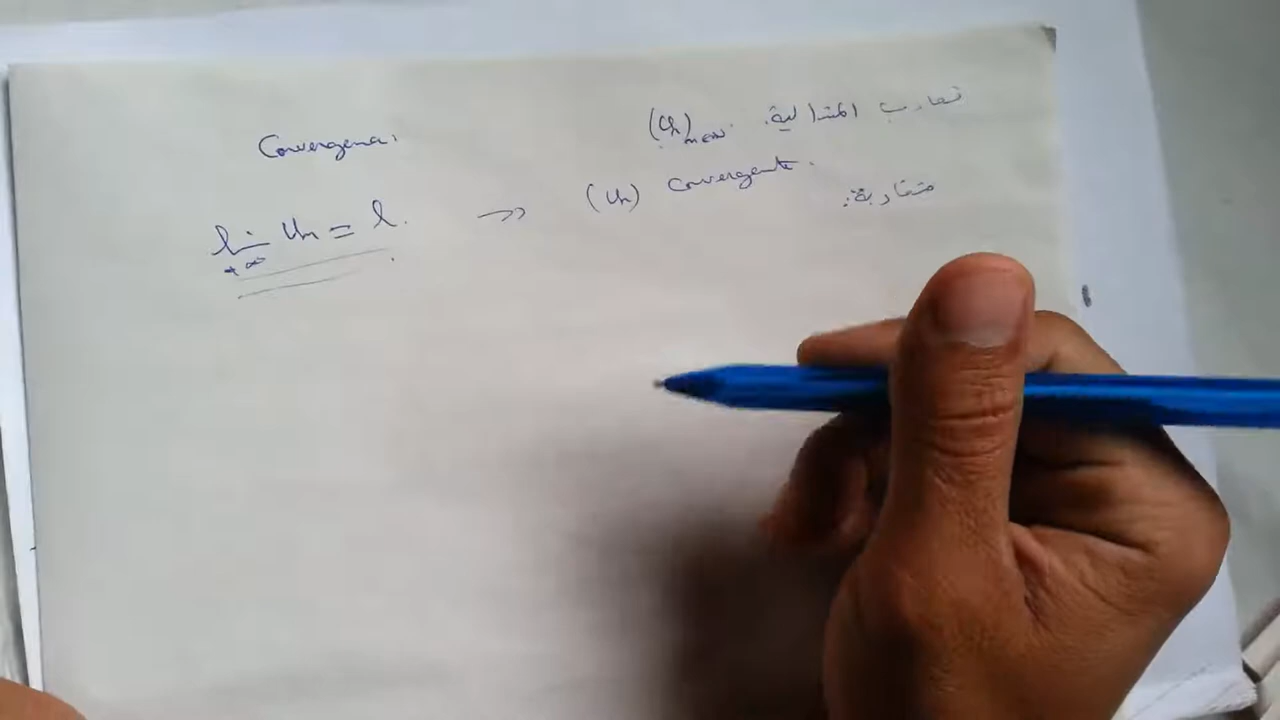 تقارب المتتالية (Un)n∈N.
Convergence:
lim Un = l. → (Un) convergente. متقاربة:
+∞